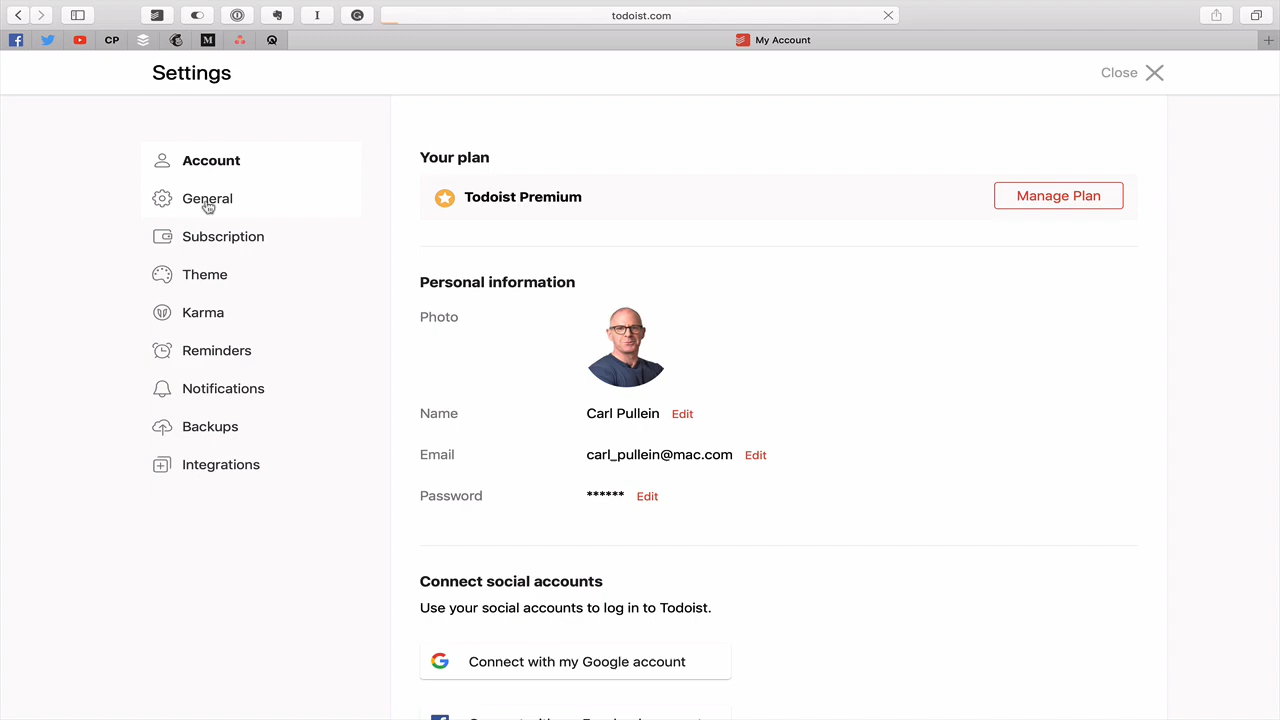 todoist.com
CP
M
My Account
Settings
Close
Account
General
Subscription
Theme
Karma
Reminders
Notifications
Backups
Integrations
Your plan
Todoist Premium
Manage Plan
Personal information
Photo
Name
Carl Pullein Edit
Email
carl_pullein@mac.com Edit
Password
****** Edit
Connect social accounts
Use your social accounts to log in to Todoist.
Connect with my Google account